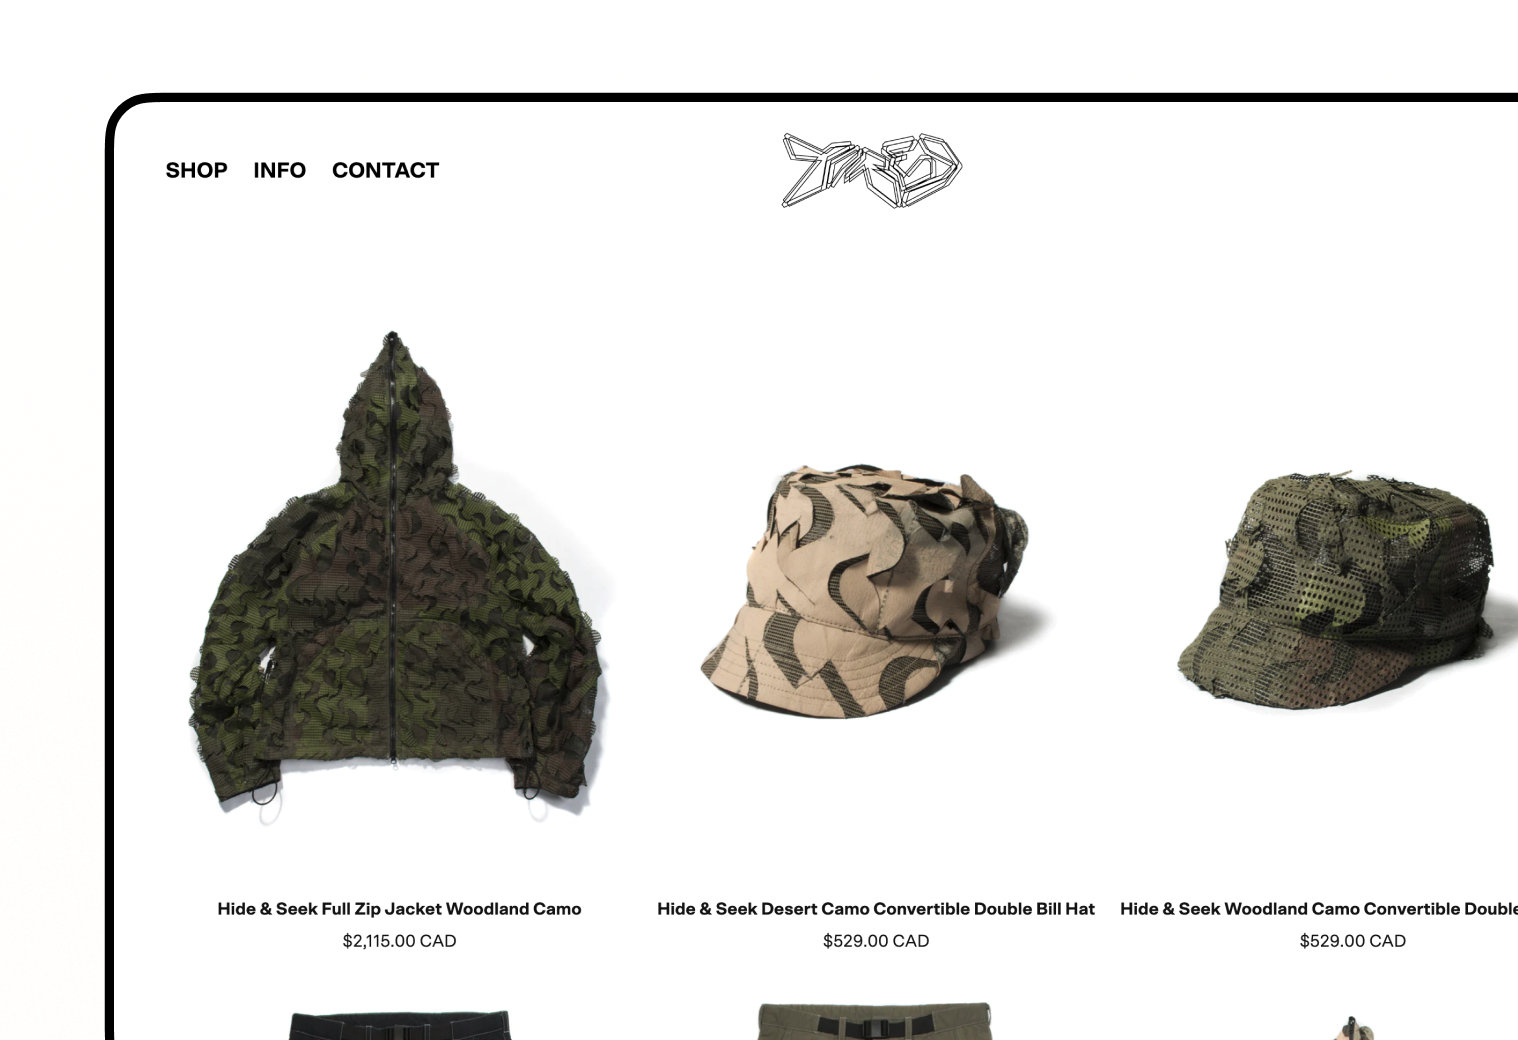 SHOP INFO CONTACT
Hide & Seek Full Zip Jacket Woodland Camo
$2,115.00 CAD
Hide & Seek Desert Camo Convertible Double Bill Hat
$529.00 CAD
Hide & Seek Woodland Camo Convertible Double
$529.00 CAD